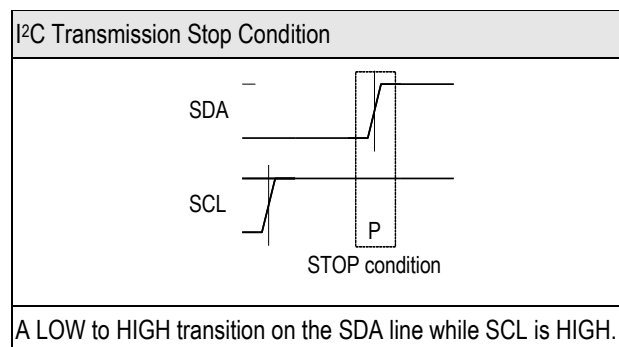 I²C Transmission Stop Condition
SDA
SCL
P
STOP condition
A LOW to HIGH transition on the SDA line while SCL is HIGH.